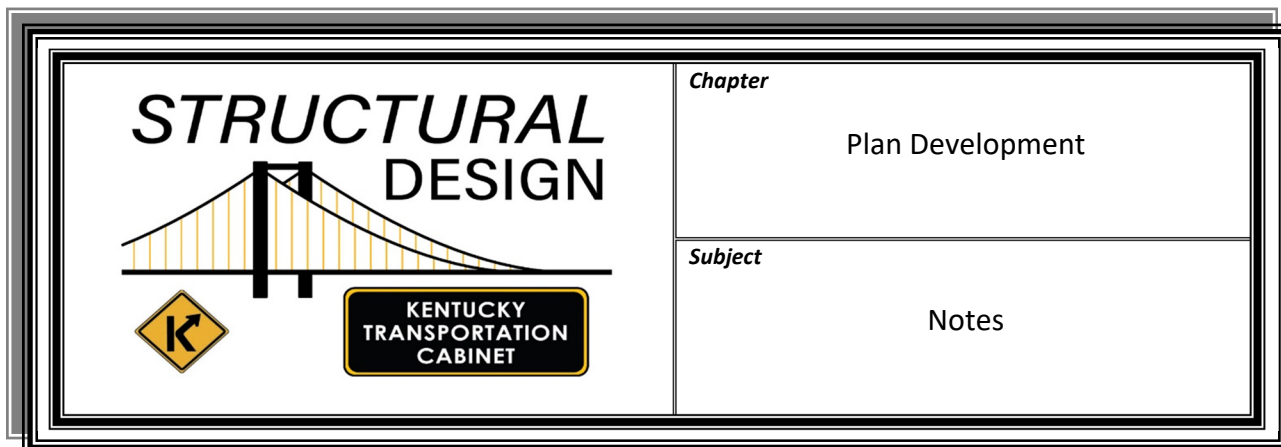 STRUCTURAL
DESIGN
K
KENTUCKY
TRANSPORTATION
CABINET
Chapter
Plan Development
Subject
Notes